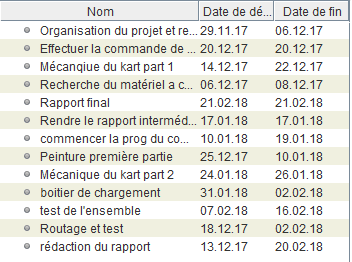 Nom Date de dé... Date de fin
Organisation du projet et re... 29.11.17 06.12.17
Effectuer la commande de ... 20.12.17 20.12.17
Mécanqiue du kart part 1 14.12.17 22.12.17
Recherche du matériel a c... 06.12.17 08.12.17
Rapport final 21.02.18 21.02.18
Rendre le rapport interméd... 17.01.18 17.01.18
commencer la prog du co... 10.01.18 19.01.18
Peinture première partie 25.12.17 10.01.18
Mécanique du kart part 2 24.01.18 26.01.18
boitier de chargement 31.01.18 02.02.18
test de l'ensemble 07.02.18 16.02.18
Routage et test 18.12.17 02.02.18
rédaction du rapport 13.12.17 20.02.18